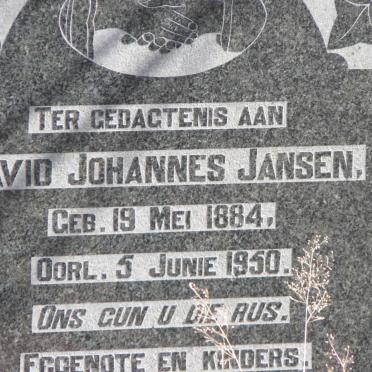 TER GEDACTENIS AAN
VID JOHANNES JANSEN,
GEB. 19 MEI 1884,
OORL. 5 JUNIE 1950.
ONS GUN U DIE RUS.
EGGENOTE EN KINDERS.